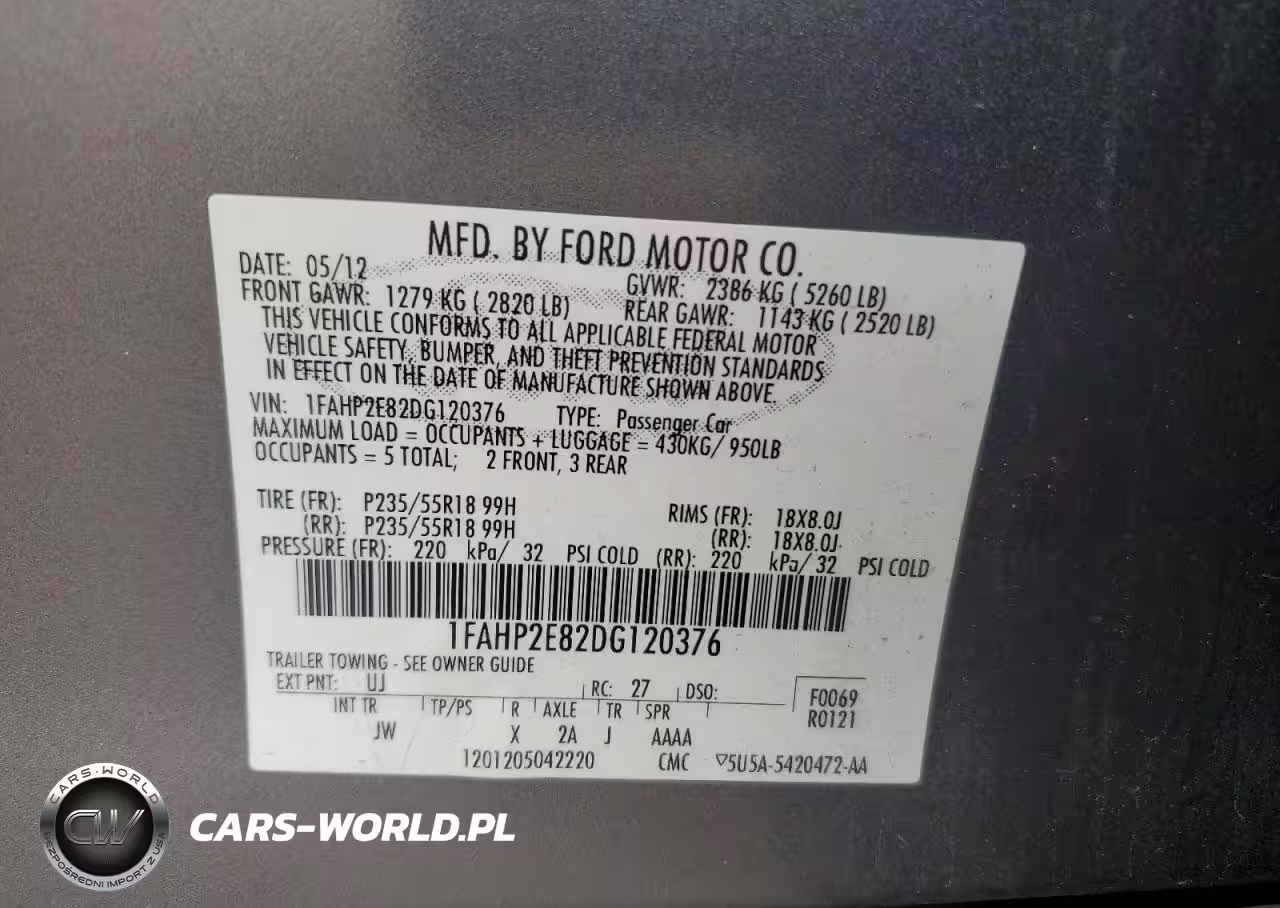 MFD. BY FORD MOTOR CO.
DATE: 05/12 GVWR: 2386 KG ( 5260 LB)
FRONT GAWR: 1279 KG ( 2820 LB) REAR GAWR: 1143 KG ( 2520 LB)
THIS VEHICLE CONFORMS TO ALL APPLICABLE FEDERAL MOTOR
VEHICLE SAFETY, BUMPER, AND THEFT PREVENTION STANDARDS
IN EFFECT ON THE DATE OF MANUFACTURE SHOWN ABOVE.
VIN: 1FAHP2E82DG120376 TYPE: Passenger Car
MAXIMUM LOAD = OCCUPANTS + LUGGAGE = 430KG/ 950LB
OCCUPANTS = 5 TOTAL; 2 FRONT, 3 REAR
TIRE (FR): P235/55R18 99H RIMS (FR): 18X8.0J
(RR): P235/55R18 99H (RR): 18X8.0J
PRESSURE (FR): 220 kPa/ 32 PSI COLD (RR): 220 kPa/ 32 PSI COLD
1FAHP2E82DG120376
TRAILER TOWING - SEE OWNER GUIDE
EXT PNT: UJ RC: 27 DSO: F0069
INT TR TP/PS R AXLE TR SPR R0121
JW X 2A J AAAA
1201205042220 CMC ▽5U5A-5420472-AA
CARS-WORLD
CW
BEZPOŚREDNI IMPORT Z USA
CARS-WORLD.PL